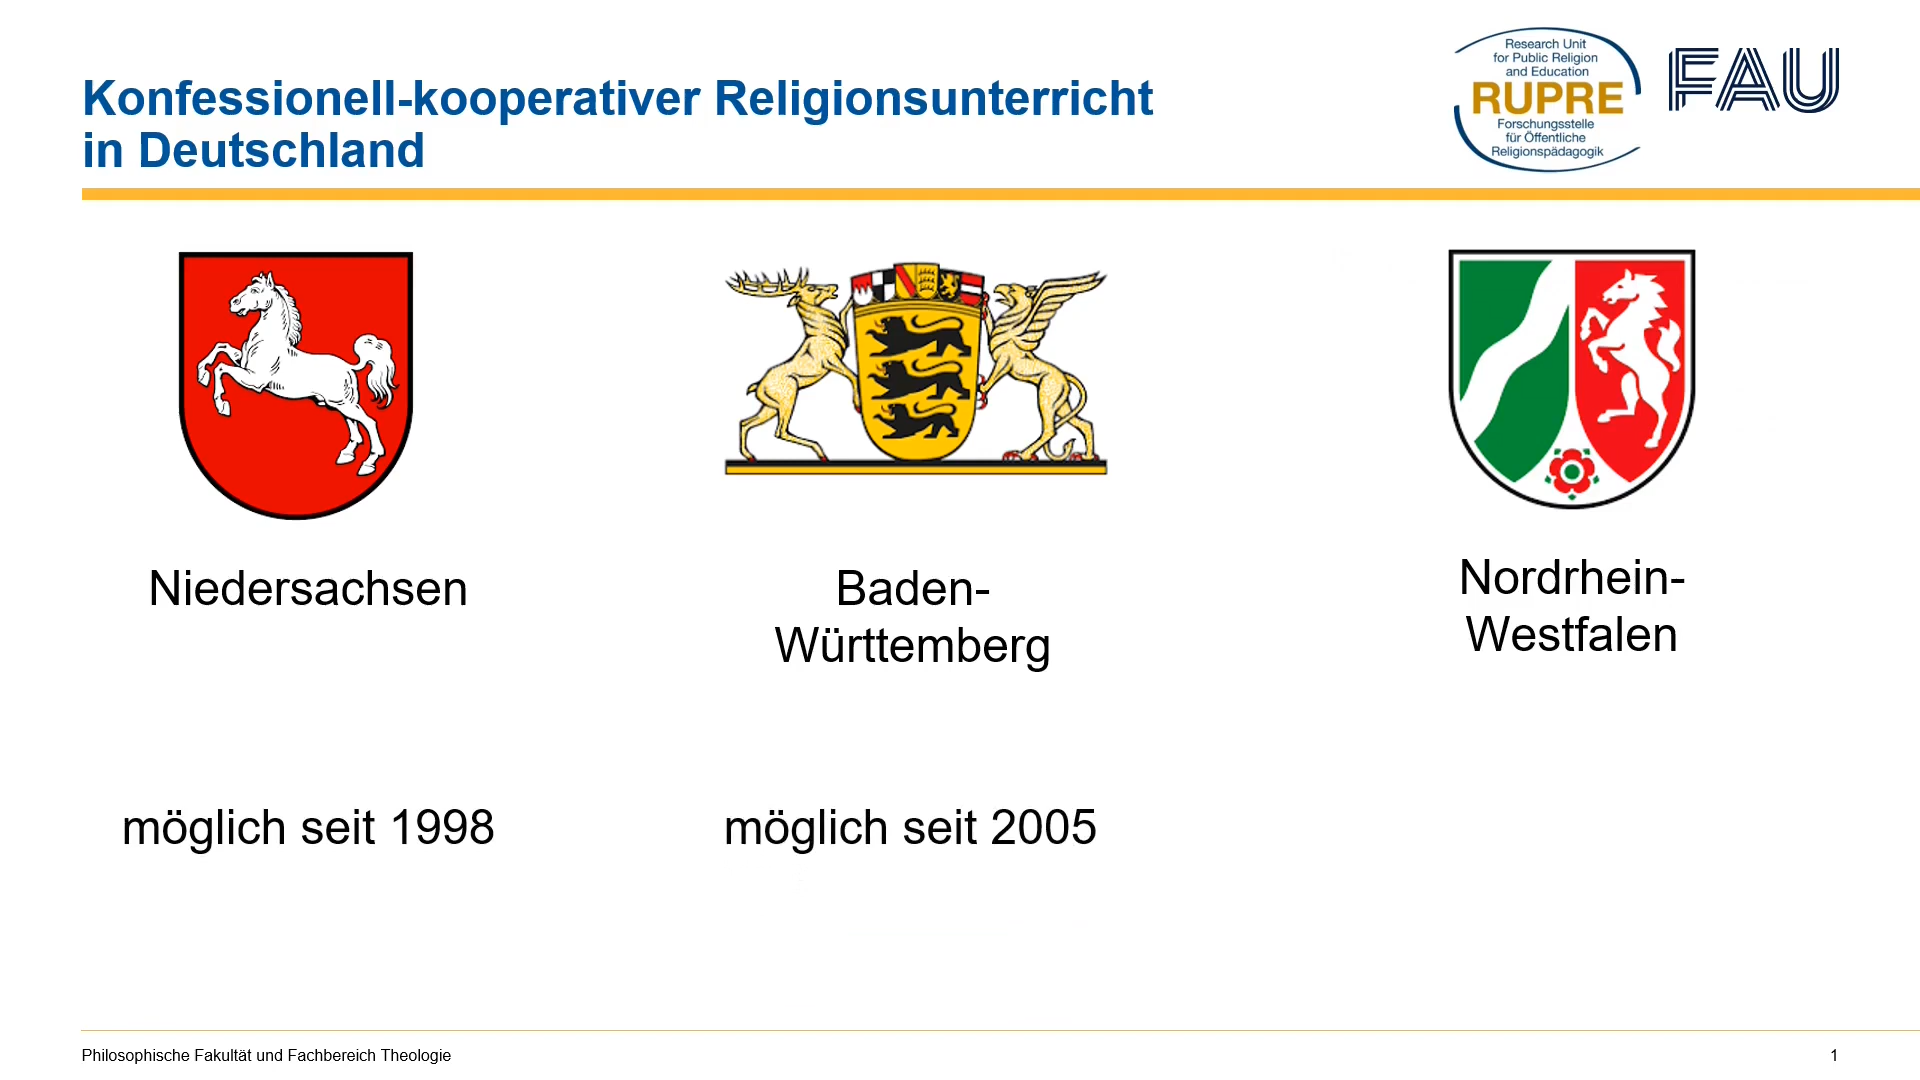 Konfessionell-kooperativer Religionsunterricht
in Deutschland
Research Unit
for Public Religion
and Education
RUPRE
Forschungsstelle
für Öffentliche
Religionspädagogik
FAU
Niedersachsen
Baden-
Württemberg
Nordrhein-
Westfalen
möglich seit 1998
möglich seit 2005
Philosophische Fakultät und Fachbereich Theologie
1